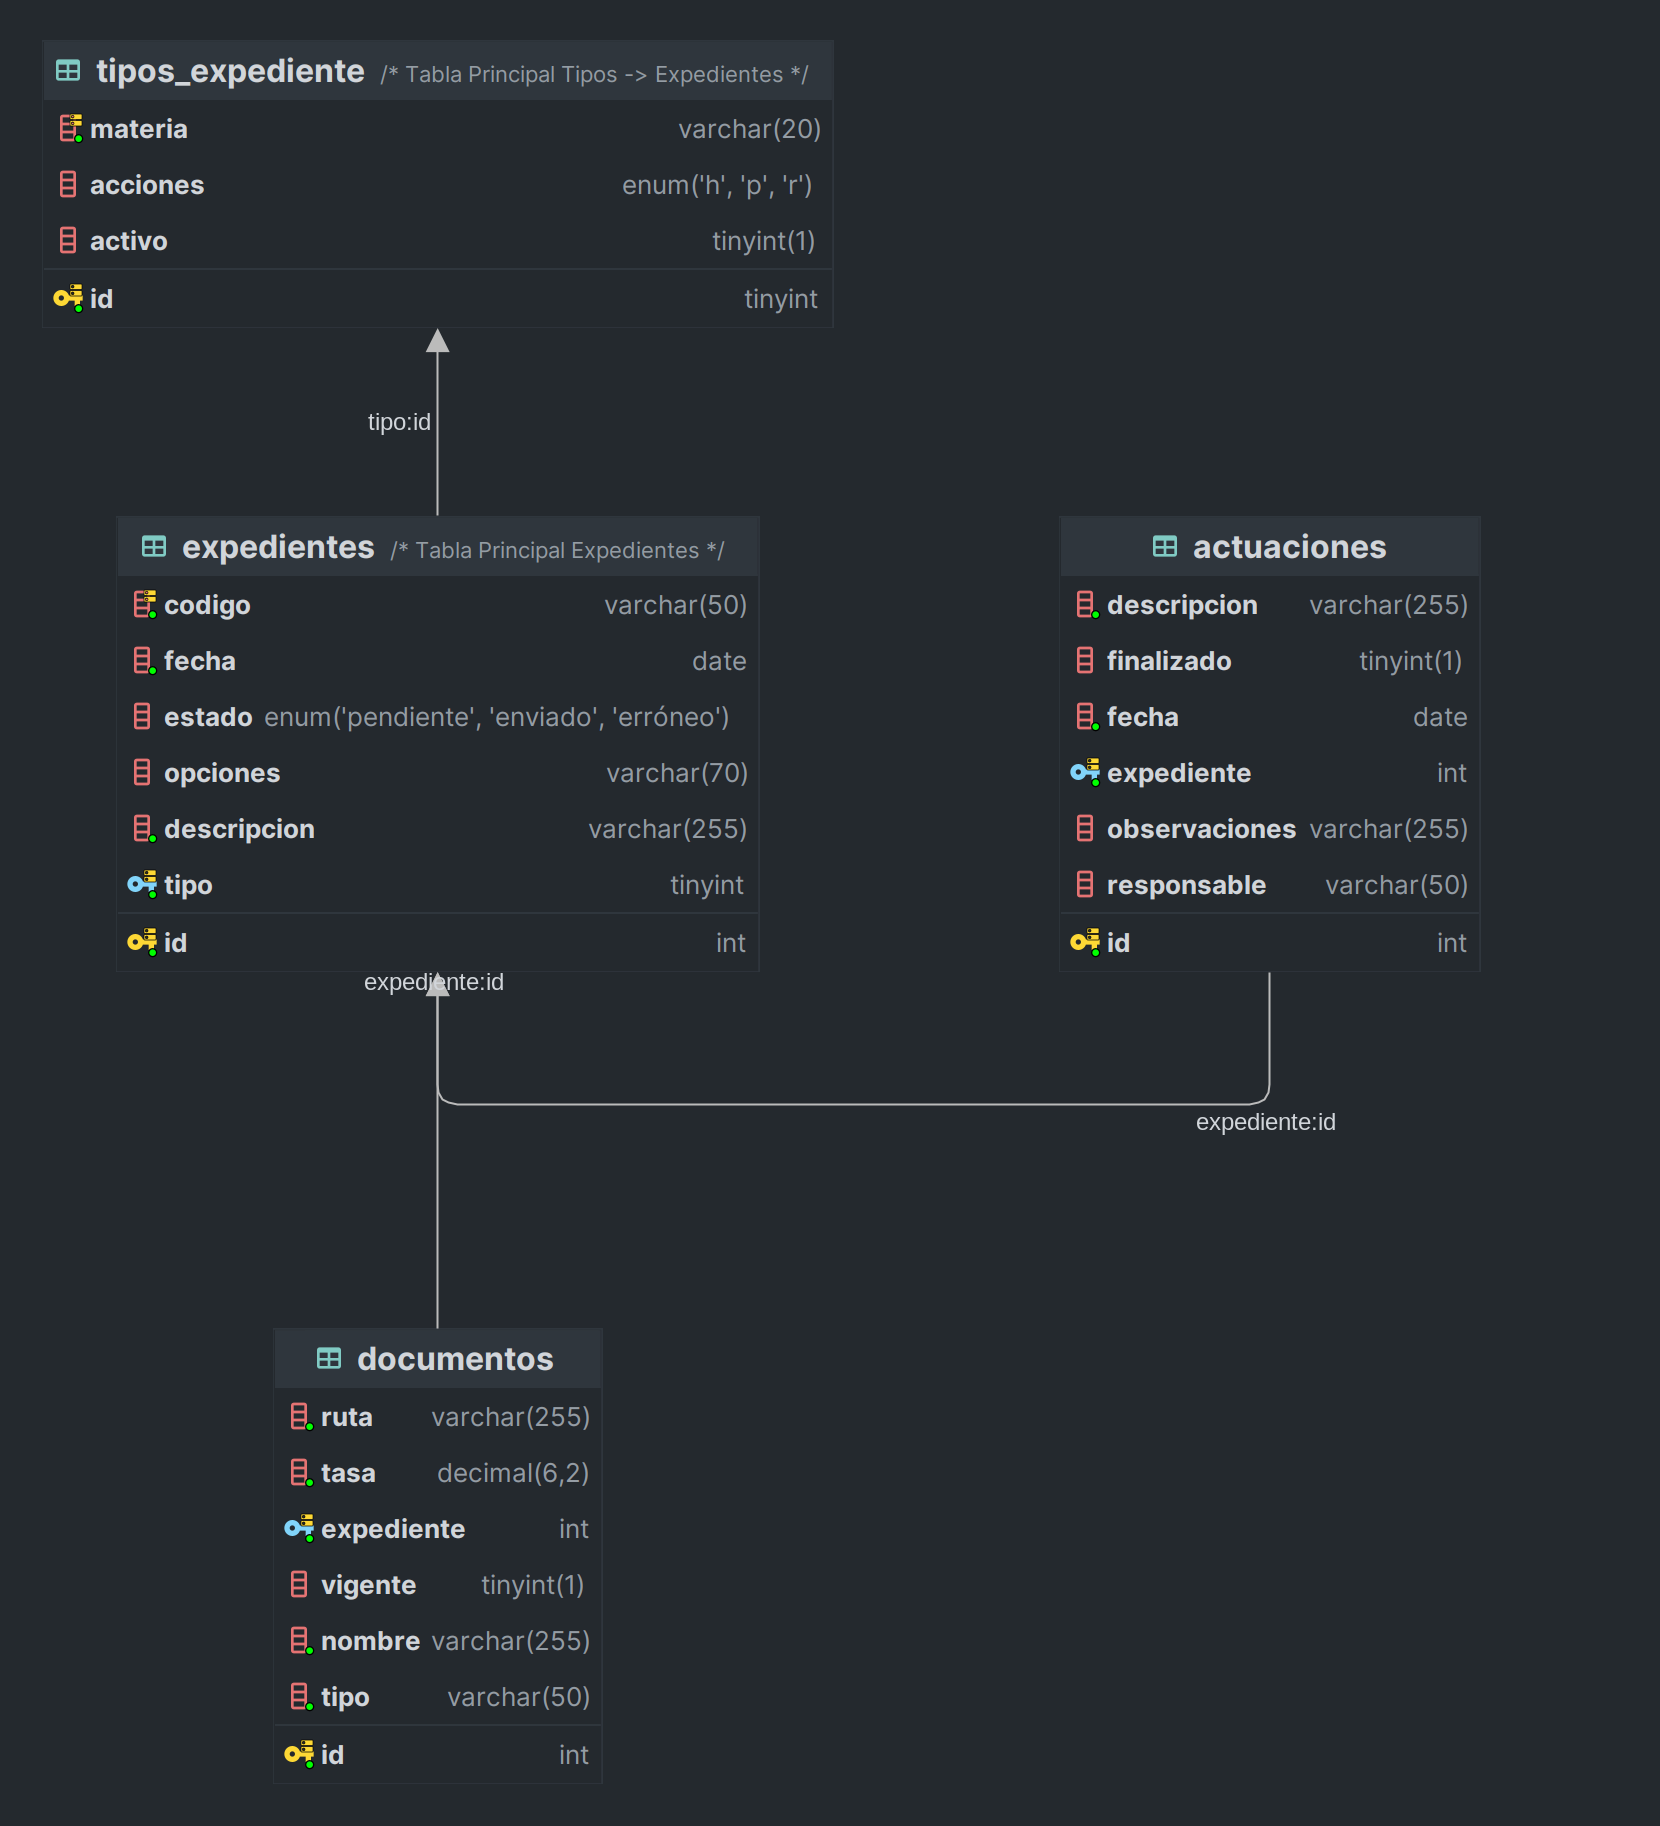 tipos_expediente /* Tabla Principal Tipos -> Expedientes */
materia varchar(20)
acciones enum('h', 'p', 'r')
activo tinyint(1)
id tinyint
tipo:id
expedientes /* Tabla Principal Expedientes */
codigo varchar(50)
fecha date
estado enum('pendiente', 'enviado', 'erróneo')
opciones varchar(70)
descripcion varchar(255)
tipo tinyint
id int
expediente:id
actuaciones
descripcion varchar(255)
finalizado tinyint(1)
fecha date
expediente int
observaciones varchar(255)
responsable varchar(50)
id int
expediente:id
documentos
ruta varchar(255)
tasa decimal(6,2)
expediente int
vigente tinyint(1)
nombre varchar(255)
tipo varchar(50)
id int